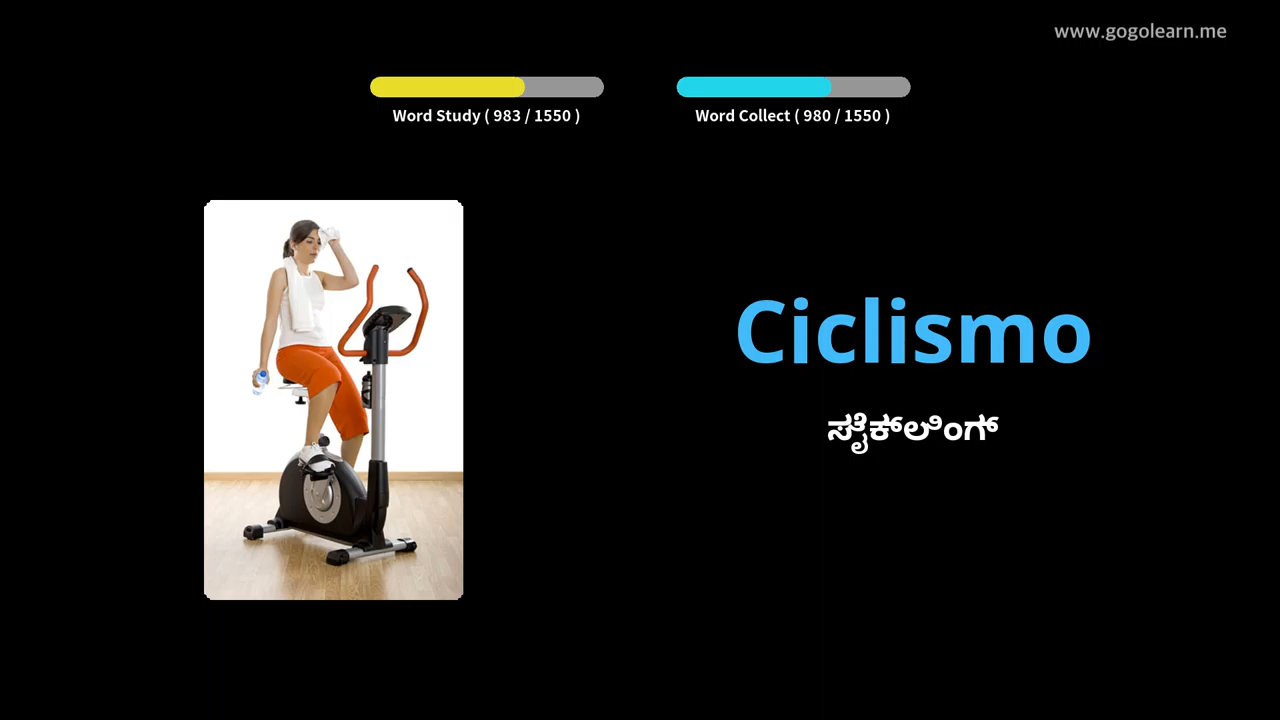 www.gogolearn.me
Word Study ( 983 / 1550 )
Word Collect ( 980 / 1550 )
Ciclismo
ಸೈಕ್ಲಿಂಗ್